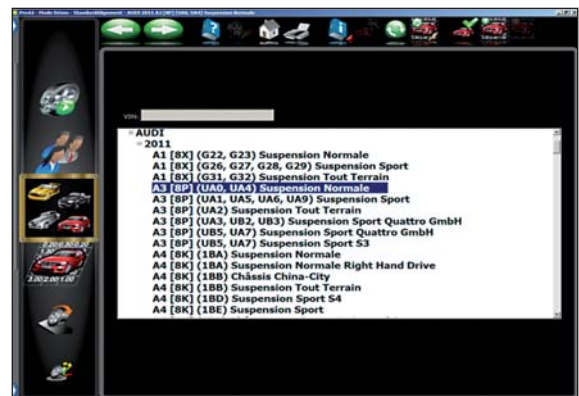 VIN:
AUDI
2011
A1 [8X] (G22, G23) Suspension Normale
A1 [8X] (G26, G27, G28, G29) Suspension Sport
A1 [8X] (G31, G32) Suspension Tout Terrain
A3 [8P] (UA0, UA4) Suspension Normale
A3 [8P] (UA1, UA5, UA6, UA9) Suspension Sport
A3 [8P] (UA2) Suspension Tout Terrain
A3 [8P] (UA3, UB2, UB3) Suspension Sport Quattro GmbH
A3 [8P] (UB5, UA7) Suspension Sport Quattro GmbH
A3 [8P] (UB5, UA7) Suspension Sport S3
A4 [8K] (1BA) Suspension Normale
A4 [8K] (1BA) Suspension Normale Right Hand Drive
A4 [8K] (1BB) Châssis China-City
A4 [8K] (1BB) Suspension Tout Terrain
A4 [8K] (1BD) Suspension Sport S4
A4 [8K] (1BE) Suspension Sport